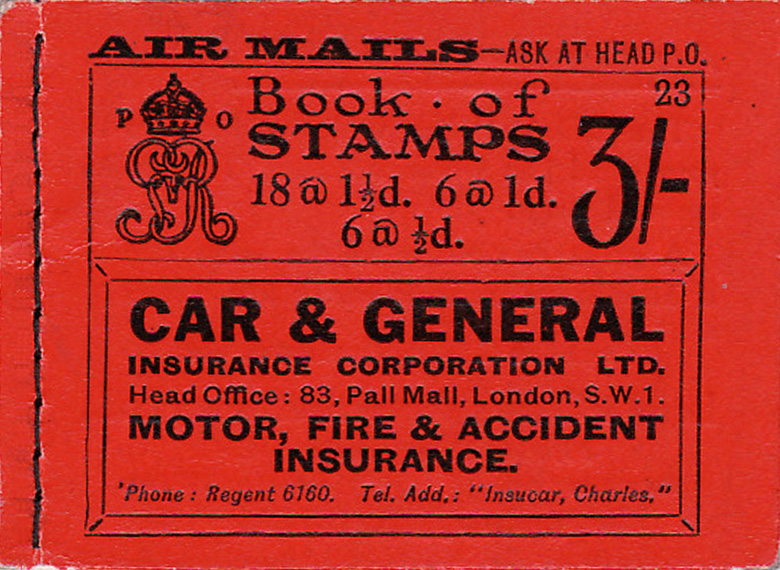 AIR MAILS—ASK AT HEAD P.O.
23
P O
Book · of
STAMPS
3/-
18 @ 1½d. 6 @ 1d.
6 @ ½d.
CAR & GENERAL
INSURANCE CORPORATION LTD.
Head Office: 83, Pall Mall, London, S.W.1.
MOTOR, FIRE & ACCIDENT
INSURANCE.
'Phone: Regent 6160. Tel. Add.: "Insucar, Charles."